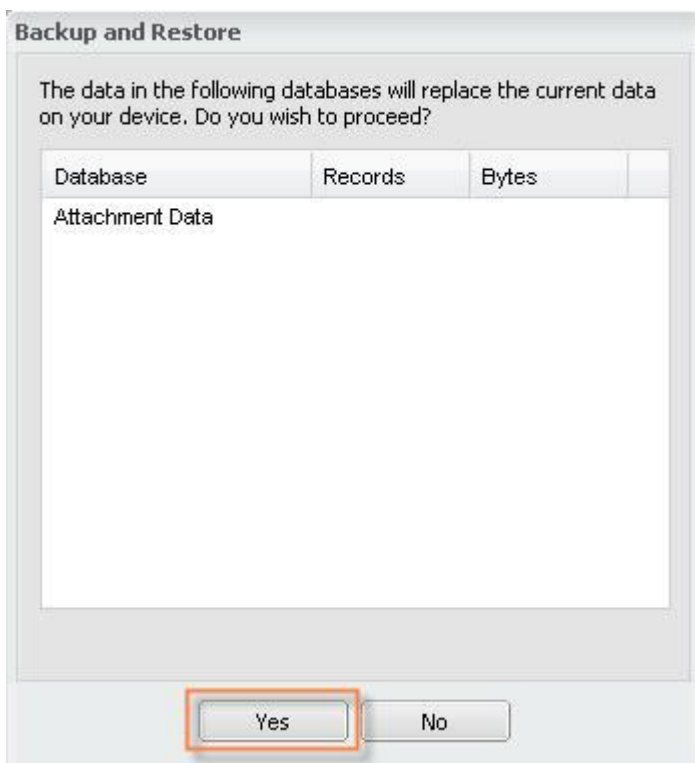 Backup and Restore
The data in the following databases will replace the current data
on your device. Do you wish to proceed?
Database Records Bytes
Attachment Data
Yes No